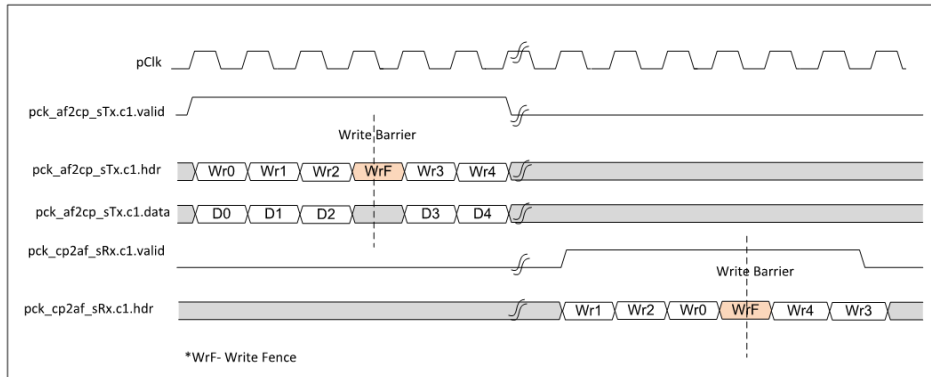 pClk
pck_af2cp_sTx.c1.valid
Write Barrier
pck_af2cp_sTx.c1.hdr
Wr0 Wr1 Wr2 WrF Wr3 Wr4
pck_af2cp_sTx.c1.data
D0 D1 D2 D3 D4
pck_cp2af_sRx.c1.valid
Write Barrier
pck_cp2af_sRx.c1.hdr
Wr1 Wr2 Wr0 WrF Wr4 Wr3
*WrF- Write Fence